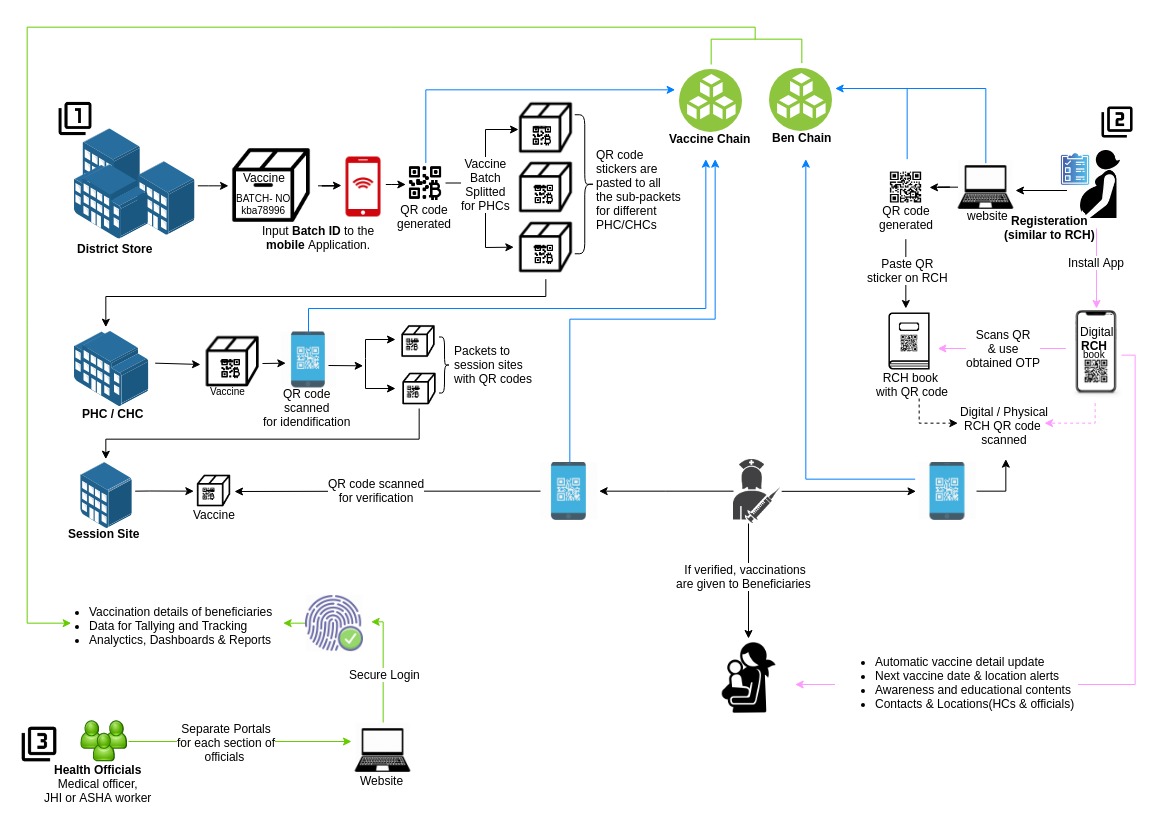 1
Vaccine Chain
Ben Chain
2
Vaccine
BATCH- NO
kba78996
District Store
Input Batch ID to the
mobile Application.
QR code
generated
Vaccine
Batch
Splitted
for PHCs
QR code
stickers are
pasted to all
the sub-packets
for different
PHC/CHCs
QR code
generated
website
Registeration
(similar to RCH)
Paste QR
sticker on RCH
Install App
PHC / CHC
Vaccine
QR code
scanned
for idendification
Packets to
session sites
with QR codes
RCH book
with QR code
Scans QR
& use
obtained OTP
Digital
RCH
book
Digital / Physical
RCH QR code
scanned
Session Site
Vaccine
QR code scanned
for verification
If verified, vaccinations
are given to Beneficiaries
• Vaccination details of beneficiaries
• Data for Tallying and Tracking
• Analyctics, Dashboards & Reports
Secure Login
• Automatic vaccine detail update
• Next vaccine date & location alerts
• Awareness and educational contents
• Contacts & Locations(HCs & officials)
3
Health Officials
Medical officer,
JHI or ASHA worker
Separate Portals
for each section of
officials
Website